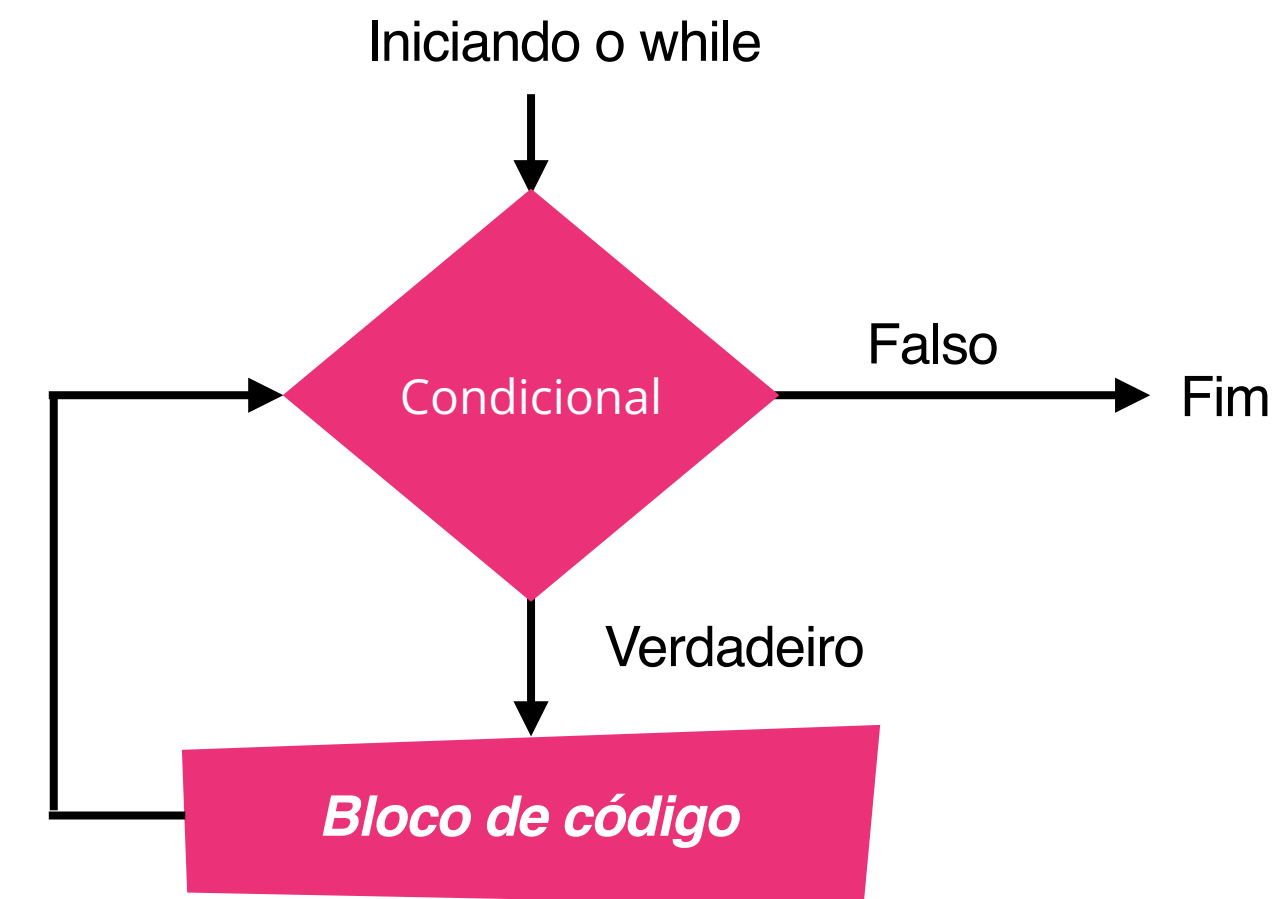 Iniciando o while
Condicional
Falso
Fim
Verdadeiro
Bloco de código